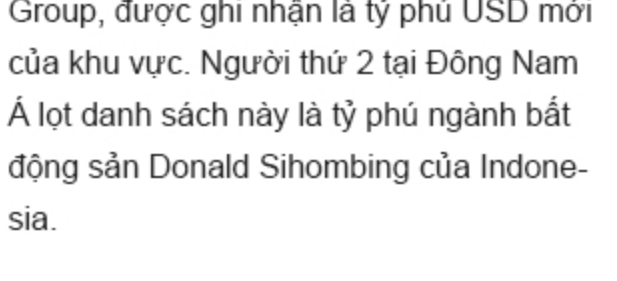 Group, được ghi nhận là tỷ phú USD mới
của khu vực. Người thứ 2 tại Đông Nam
Á lọt danh sách này là tỷ phú ngành bất
động sản Donald Sihombing của Indone-
sia.